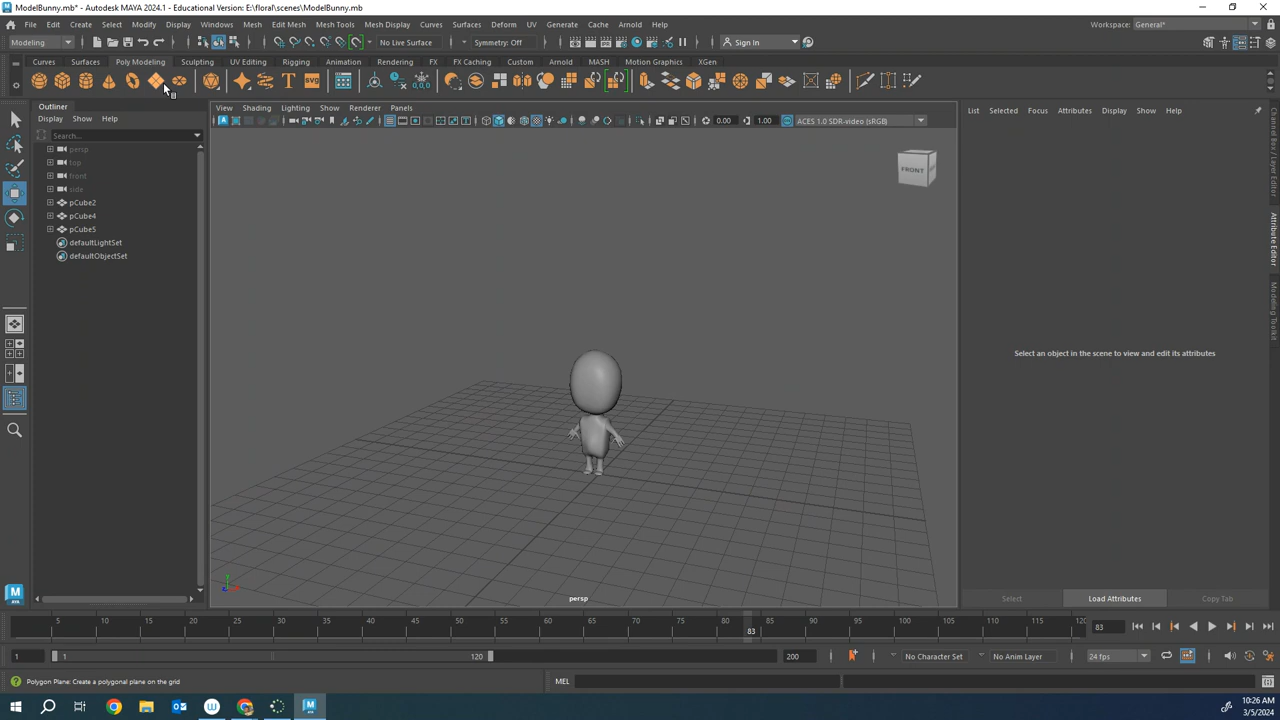 ModelBunny.mb* - Autodesk MAYA 2024.1 - Educational Version: E:\floral\scenes\ModelBunny.mb
File Edit Create Select Modify Display Windows Mesh Edit Mesh Mesh Tools Mesh Display Curves Surfaces Deform UV Generate Cache Arnold Help Workspace: General*
Modeling No Live Surface Symmetry: Off Sign In
Curves Surfaces Poly Modeling Sculpting UV Editing Rigging Animation Rendering FX FX Caching Custom Arnold MASH Motion Graphics XGen
Outliner
Display Show Help
Search...
persp
top
front
side
pCube2
pCube4
pCube5
defaultLightSet
defaultObjectSet
View Shading Lighting Show Renderer Panels
0.00 1.00 ACES 1.0 SDR-video (sRGB)
FRONT
persp
List Selected Focus Attributes Display Show Help
Select an object in the scene to view and edit its attributes
Select Load Attributes Copy Tab
Channel Box / Layer Editor
Attribute Editor
Modeling Toolkit
5 10 15 20 25 30 35 40 45 50 55 60 65 70 75 80 85 90 95 100 105 110 115 120
83 83
1 1 120 200 No Character Set No Anim Layer 24 fps
Polygon Plane: Create a polygonal plane on the grid MEL
10:26 AM
3/5/2024